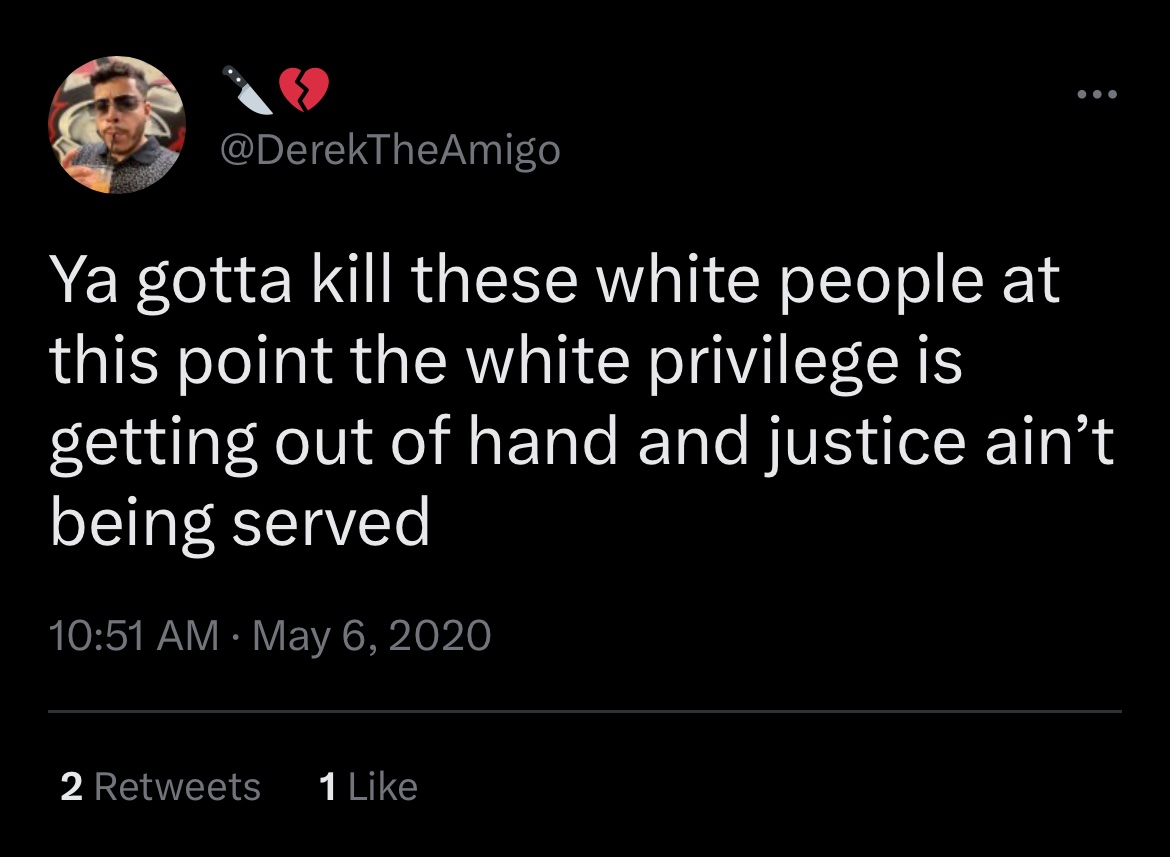 @DerekTheAmigo
Ya gotta kill these white people at
this point the white privilege is
getting out of hand and justice ain’t
being served
10:51 AM · May 6, 2020
2 Retweets 1 Like